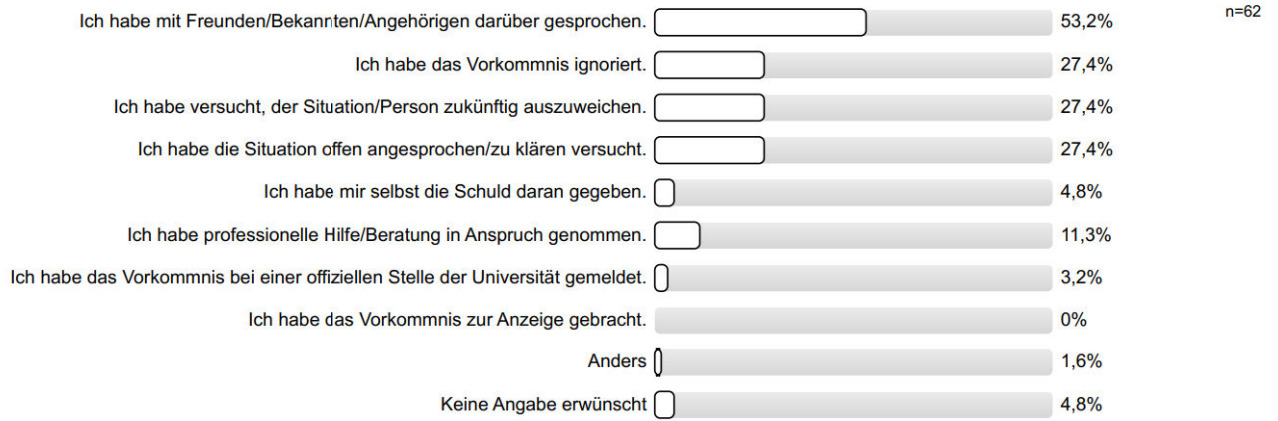 Ich habe mit Freunden/Bekannten/Angehörigen darüber gesprochen. 53,2% n=62
Ich habe das Vorkommnis ignoriert. 27,4%
Ich habe versucht, der Situation/Person zukünftig auszuweichen. 27,4%
Ich habe die Situation offen angesprochen/zu klären versucht. 27,4%
Ich habe mir selbst die Schuld daran gegeben. 4,8%
Ich habe professionelle Hilfe/Beratung in Anspruch genommen. 11,3%
Ich habe das Vorkommnis bei einer offiziellen Stelle der Universität gemeldet. 3,2%
Ich habe das Vorkommnis zur Anzeige gebracht. 0%
Anders 1,6%
Keine Angabe erwünscht 4,8%